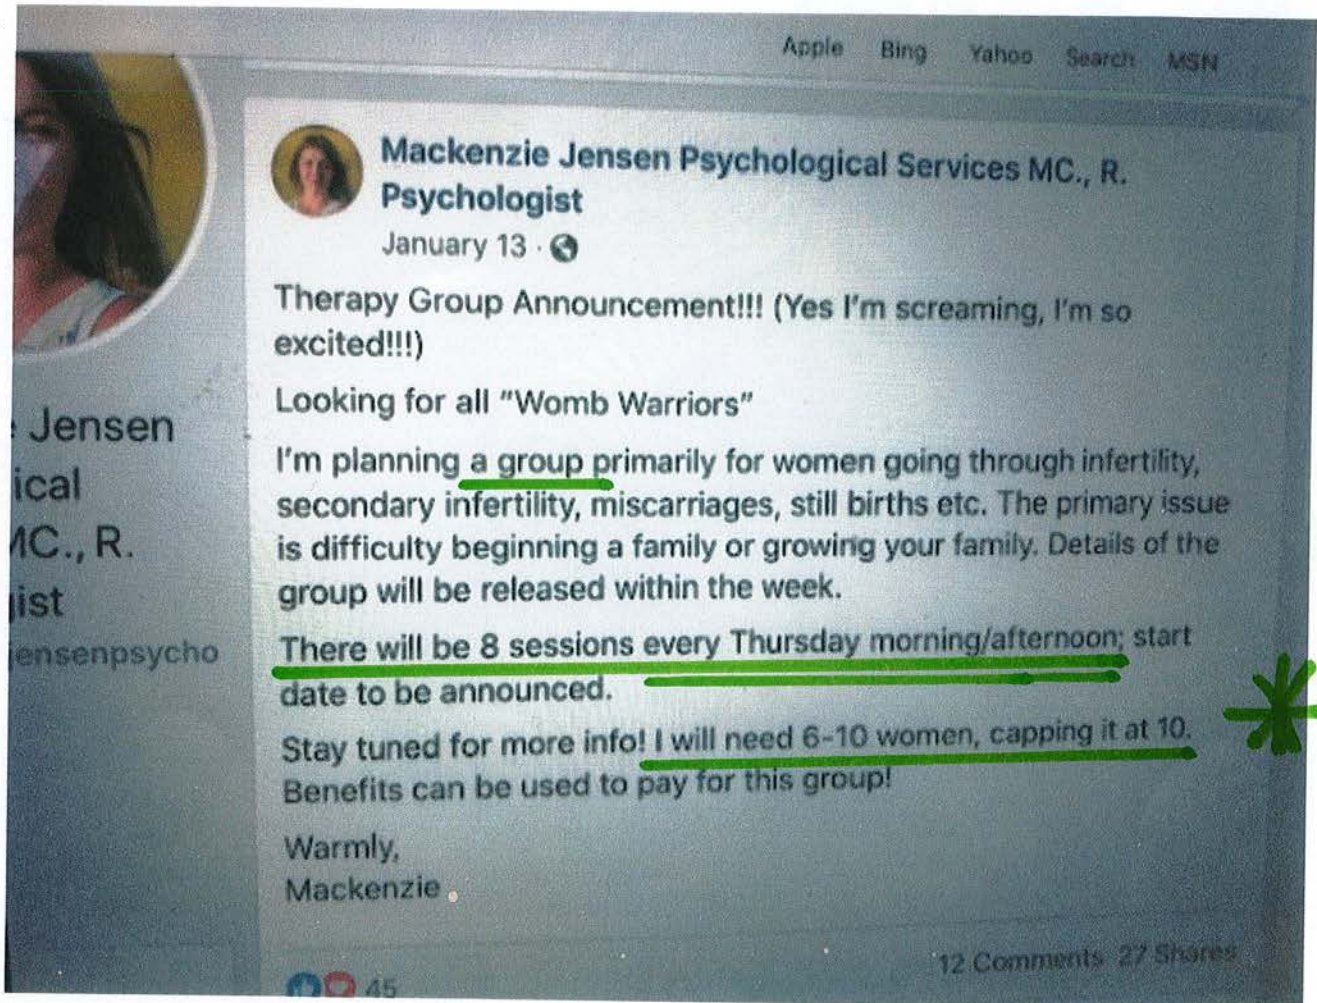 Apple Bing Yahoo Search MSN
Mackenzie Jensen Psychological Services MC., R.
Psychologist
January 13 ·
Therapy Group Announcement!!! (Yes I'm screaming, I'm so
excited!!!)
Looking for all "Womb Warriors"
I'm planning a group primarily for women going through infertility,
secondary infertility, miscarriages, still births etc. The primary issue
is difficulty beginning a family or growing your family. Details of the
group will be released within the week.
There will be 8 sessions every Thursday morning/afternoon; start
date to be announced.
Stay tuned for more info! I will need 6-10 women, capping it at 10.
Benefits can be used to pay for this group!
Warmly,
Mackenzie
45
12 Comments 27 Shares
Jensen
ical
MC., R.
ist
jensenpsycho